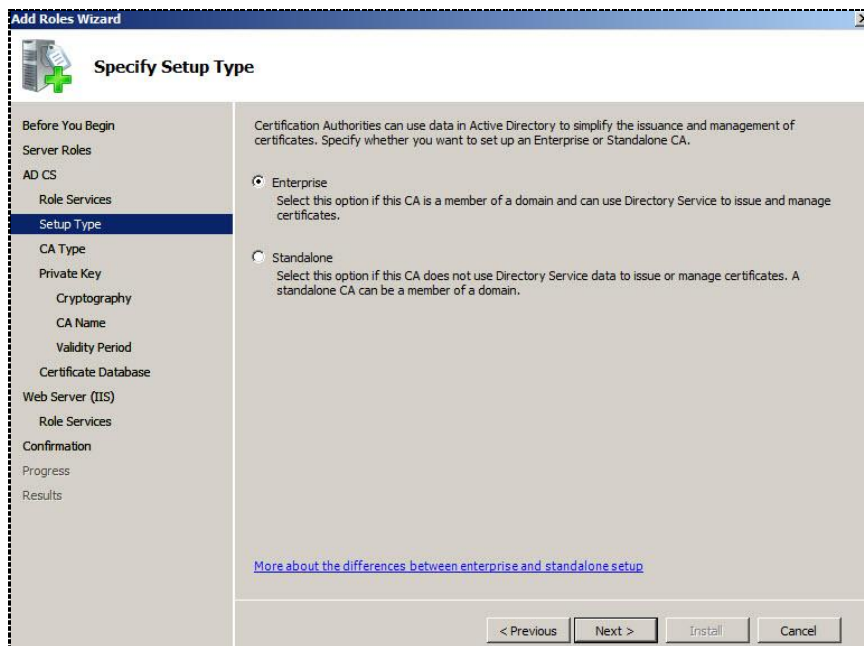 Add Roles Wizard
Specify Setup Type
Before You Begin
Server Roles
AD CS
Role Services
Setup Type
CA Type
Private Key
Cryptography
CA Name
Validity Period
Certificate Database
Web Server (IIS)
Role Services
Confirmation
Progress
Results
Certification Authorities can use data in Active Directory to simplify the issuance and management of
certificates. Specify whether you want to set up an Enterprise or Standalone CA.
Enterprise
Select this option if this CA is a member of a domain and can use Directory Service to issue and manage
certificates.
Standalone
Select this option if this CA does not use Directory Service data to issue or manage certificates. A
standalone CA can be a member of a domain.
More about the differences between enterprise and standalone setup
< Previous
Next >
Install
Cancel